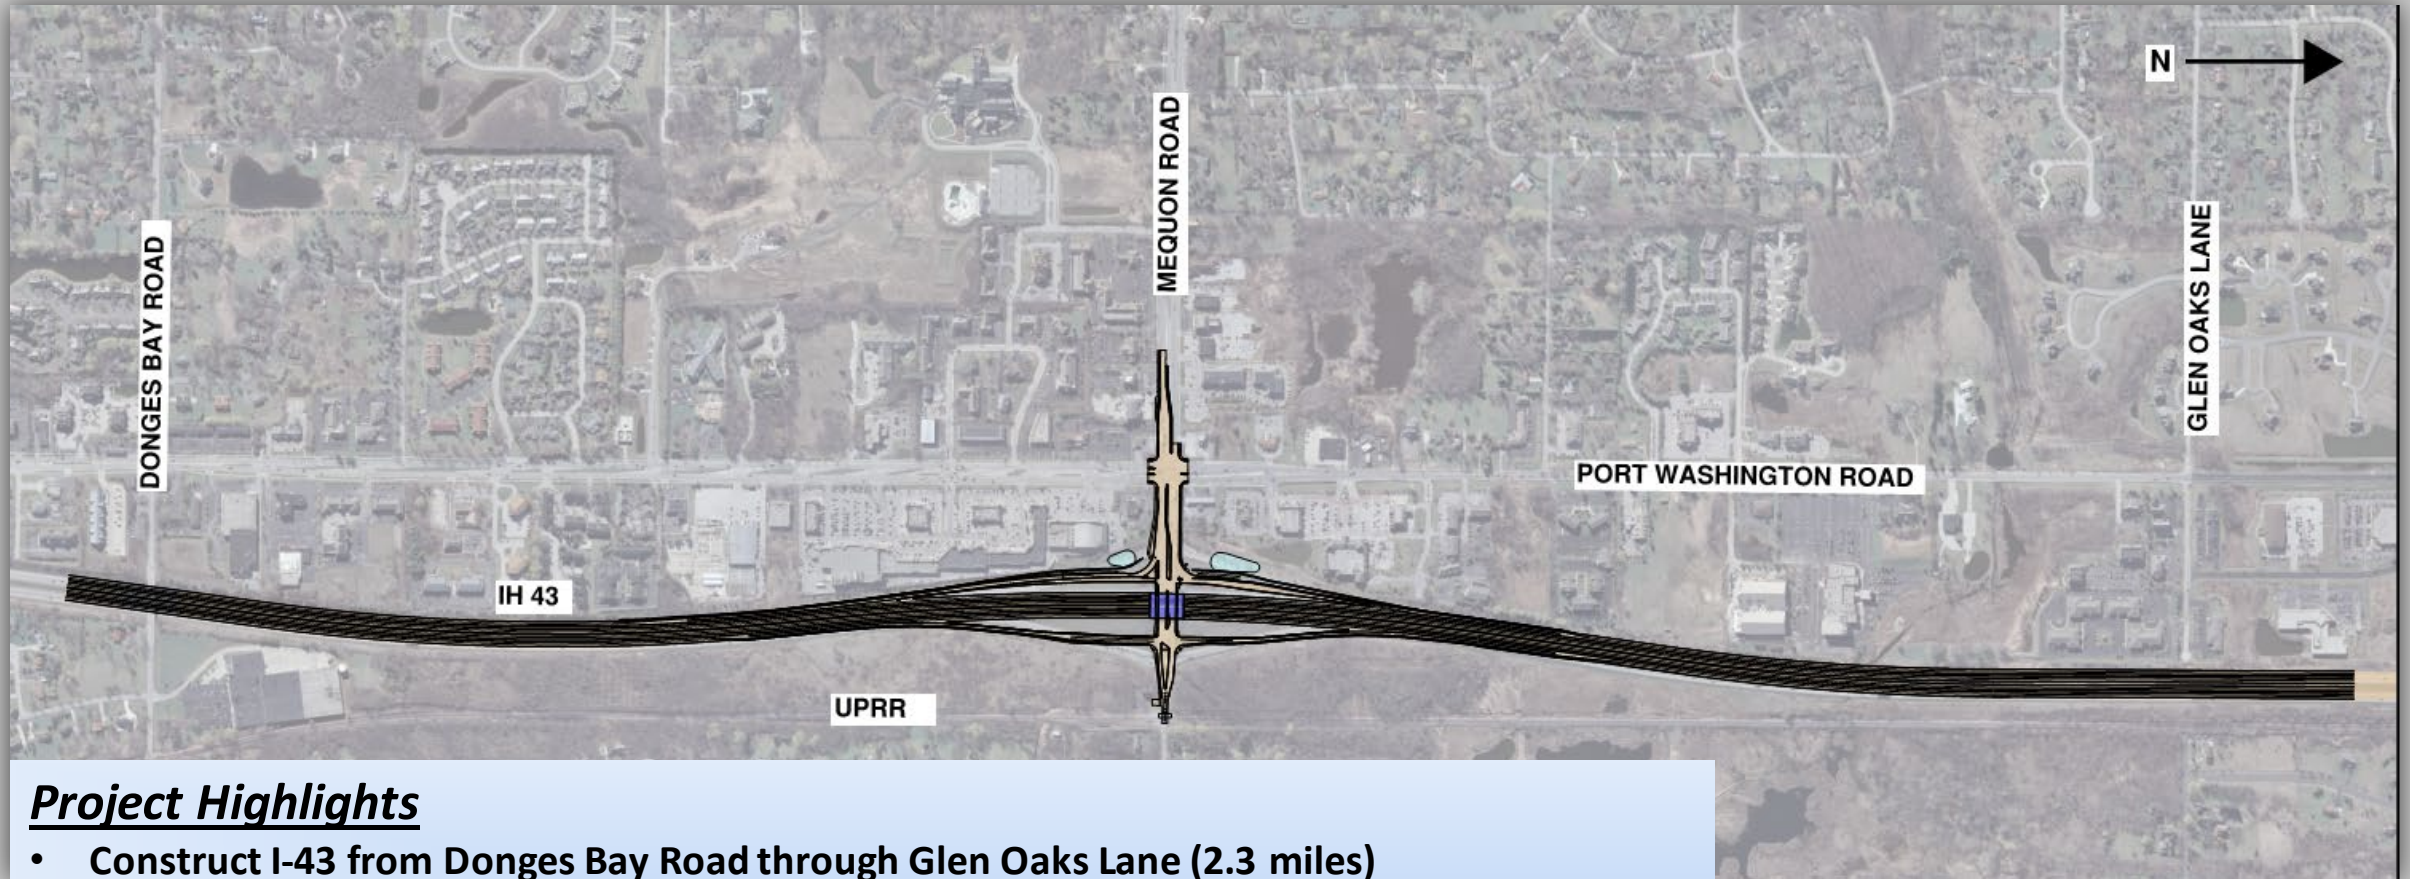 N
MEQUON ROAD
DONGES BAY ROAD
GLEN OAKS LANE
PORT WASHINGTON ROAD
IH 43
UPRR
Project Highlights
• Construct I-43 from Donges Bay Road through Glen Oaks Lane (2.3 miles)